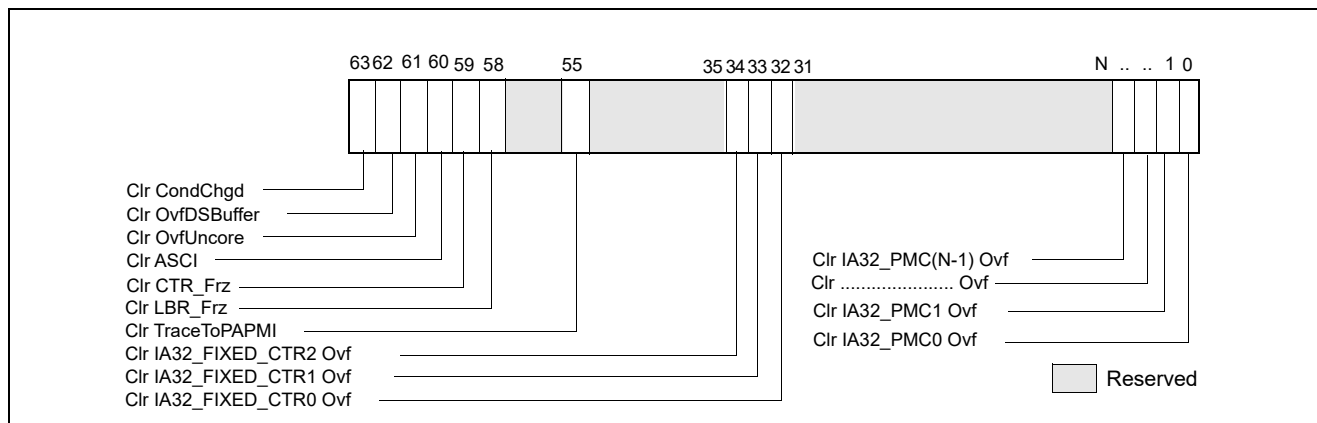 63 62 61 60 59 58 55 35 34 33 32 31 N .. .. 1 0
Clr CondChgd
Clr OvfDSBuffer
Clr OvfUncore
Clr ASCI
Clr CTR_Frz
Clr LBR_Frz
Clr TraceToPAPMI
Clr IA32_FIXED_CTR2 Ovf
Clr IA32_FIXED_CTR1 Ovf
Clr IA32_FIXED_CTR0 Ovf
Clr IA32_PMC(N-1) Ovf
Clr ...................... Ovf
Clr IA32_PMC1 Ovf
Clr IA32_PMC0 Ovf
Reserved